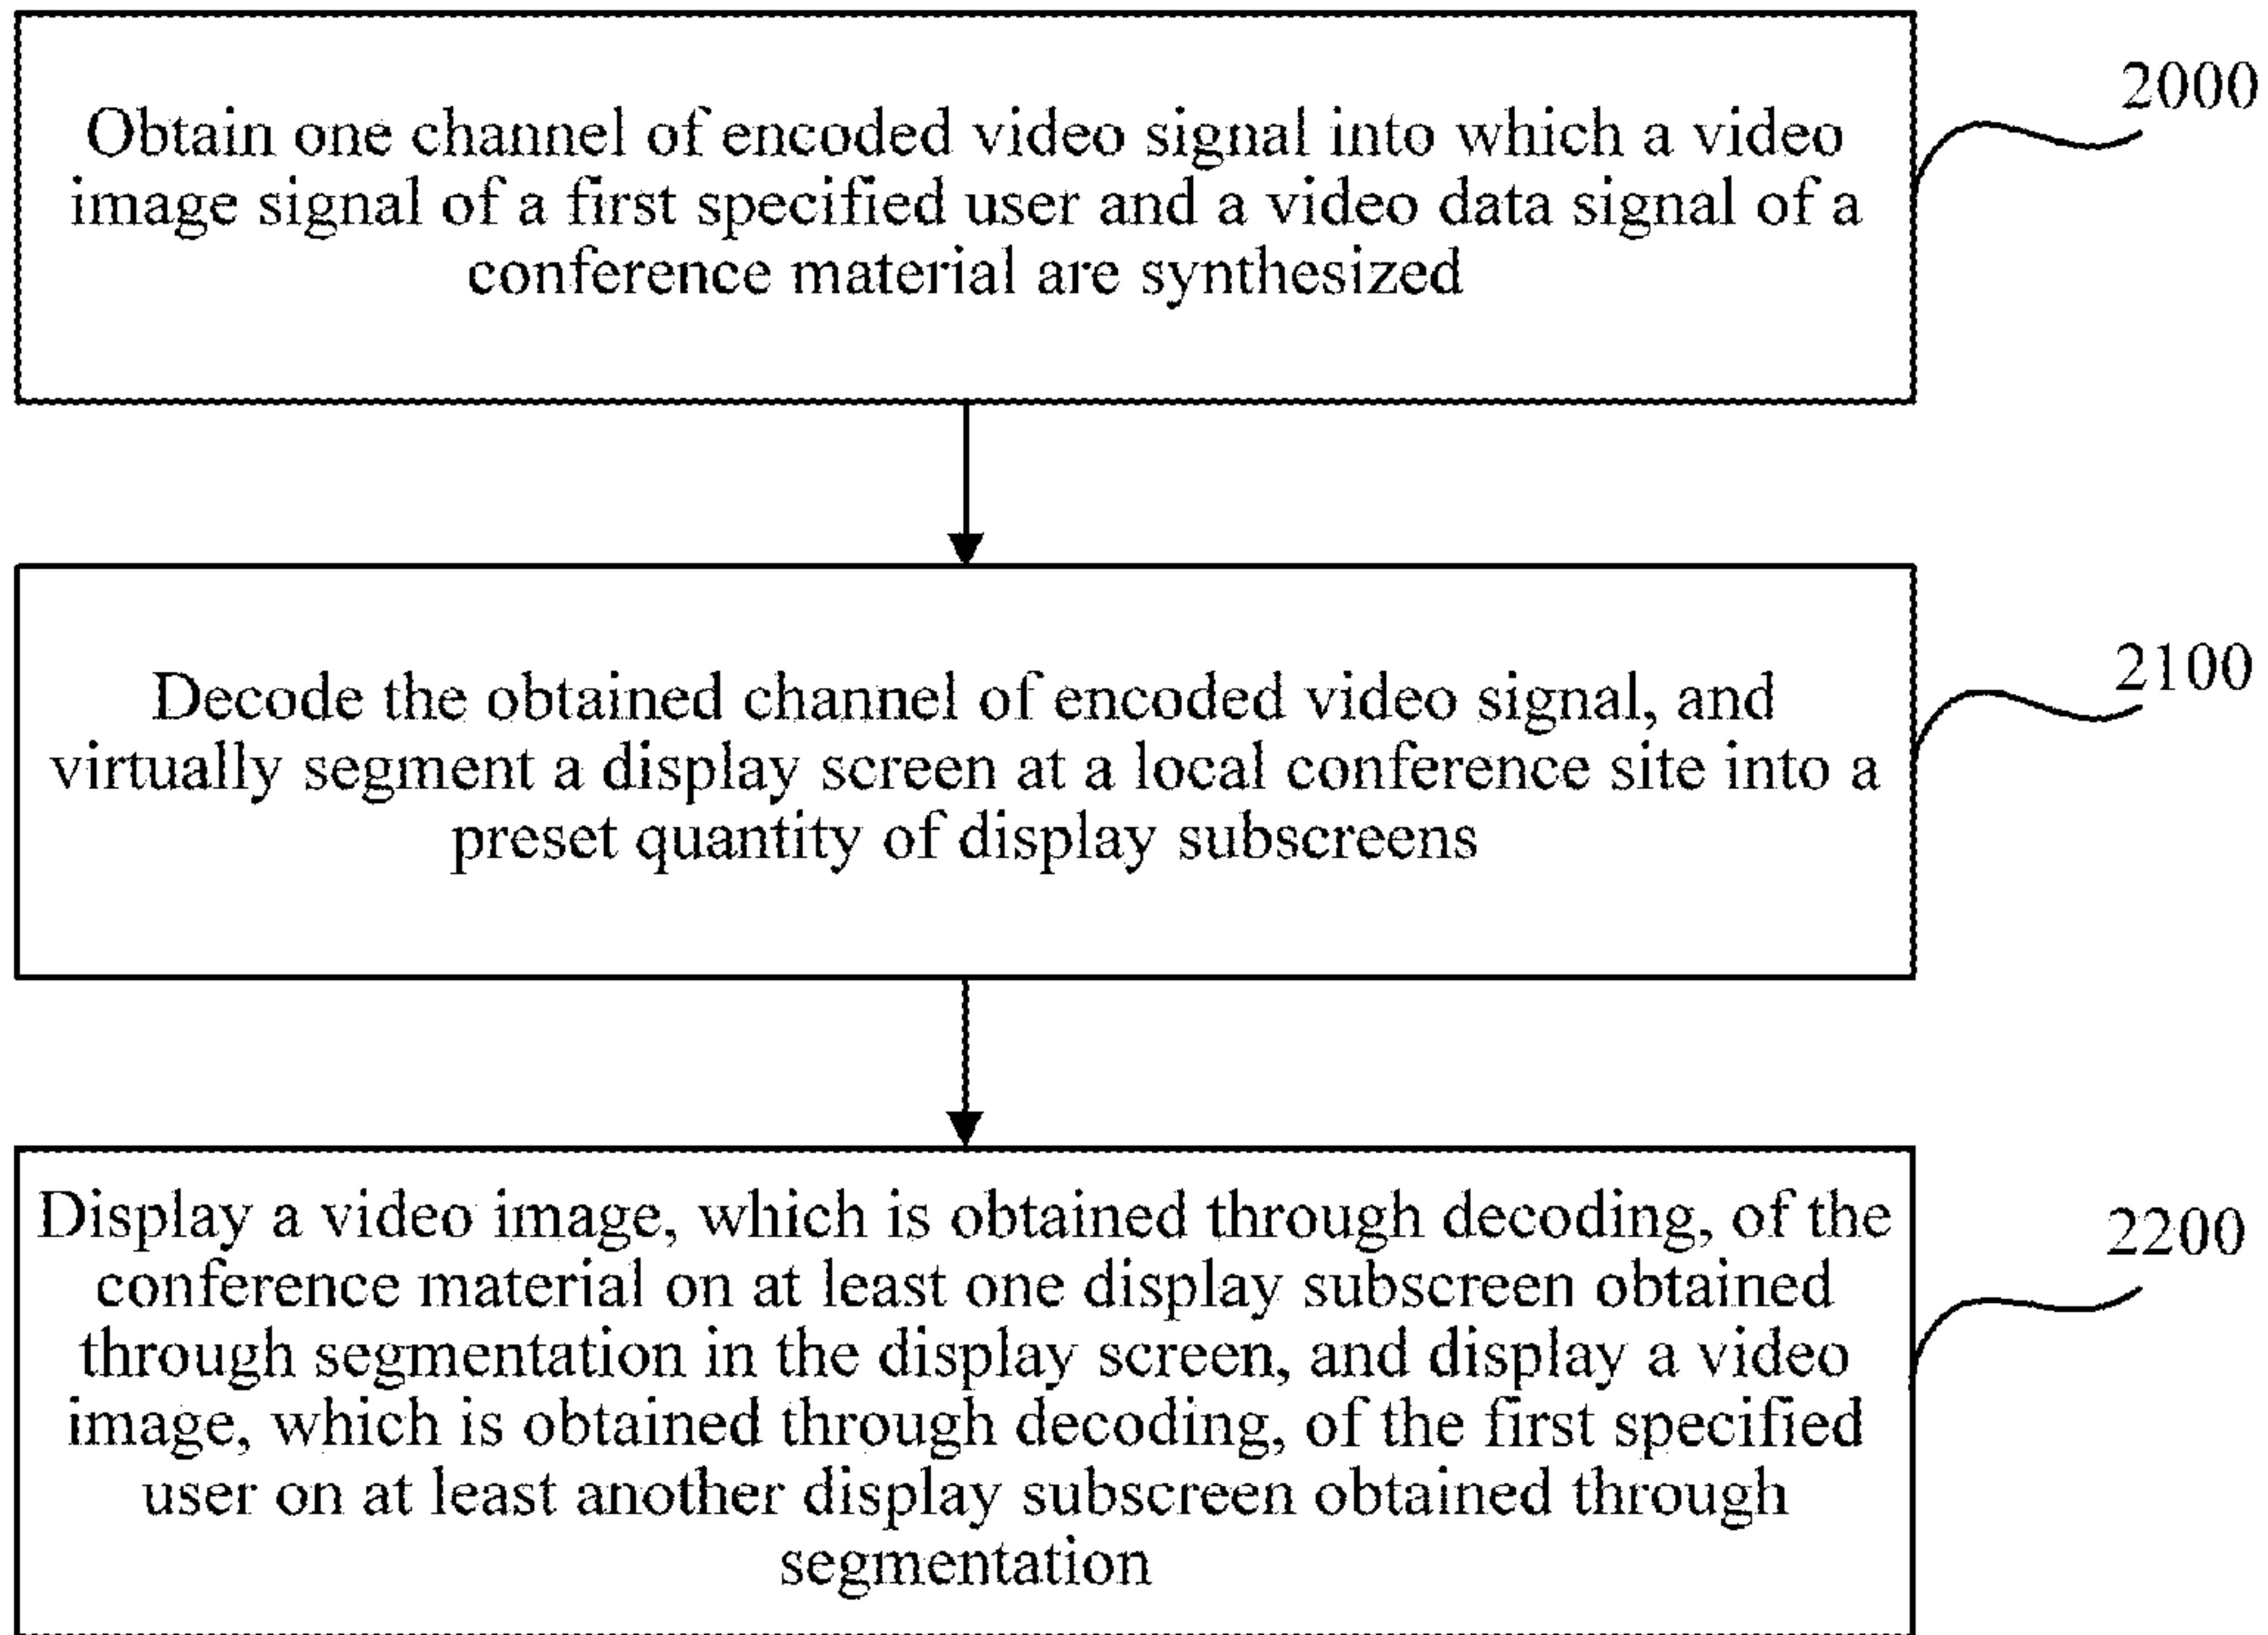 Obtain one channel of encoded video signal into which a video
image signal of a first specified user and a video data signal of a
conference material are synthesized
2000
Decode the obtained channel of encoded video signal, and
virtually segment a display screen at a local conference site into a
preset quantity of display subscreens
2100
Display a video image, which is obtained through decoding, of the
conference material on at least one display subscreen obtained
through segmentation in the display screen, and display a video
image, which is obtained through decoding, of the first specified
user on at least another display subscreen obtained through
segmentation
2200